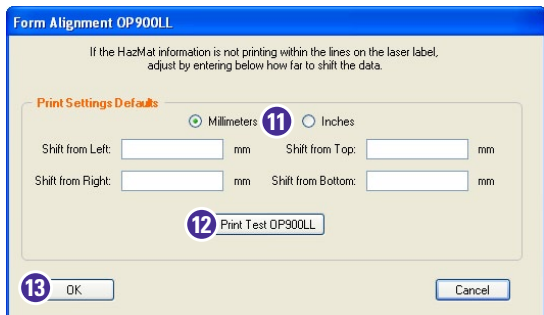 Form Alignment OP900LL
If the HazMat information is not printing within the lines on the laser label,
adjust by entering below how far to shift the data.
Print Settings Defaults
Millimeters 11 Inches
Shift from Left: mm Shift from Top: mm
Shift from Right: mm Shift from Bottom: mm
12 Print Test OP900LL
13 OK Cancel